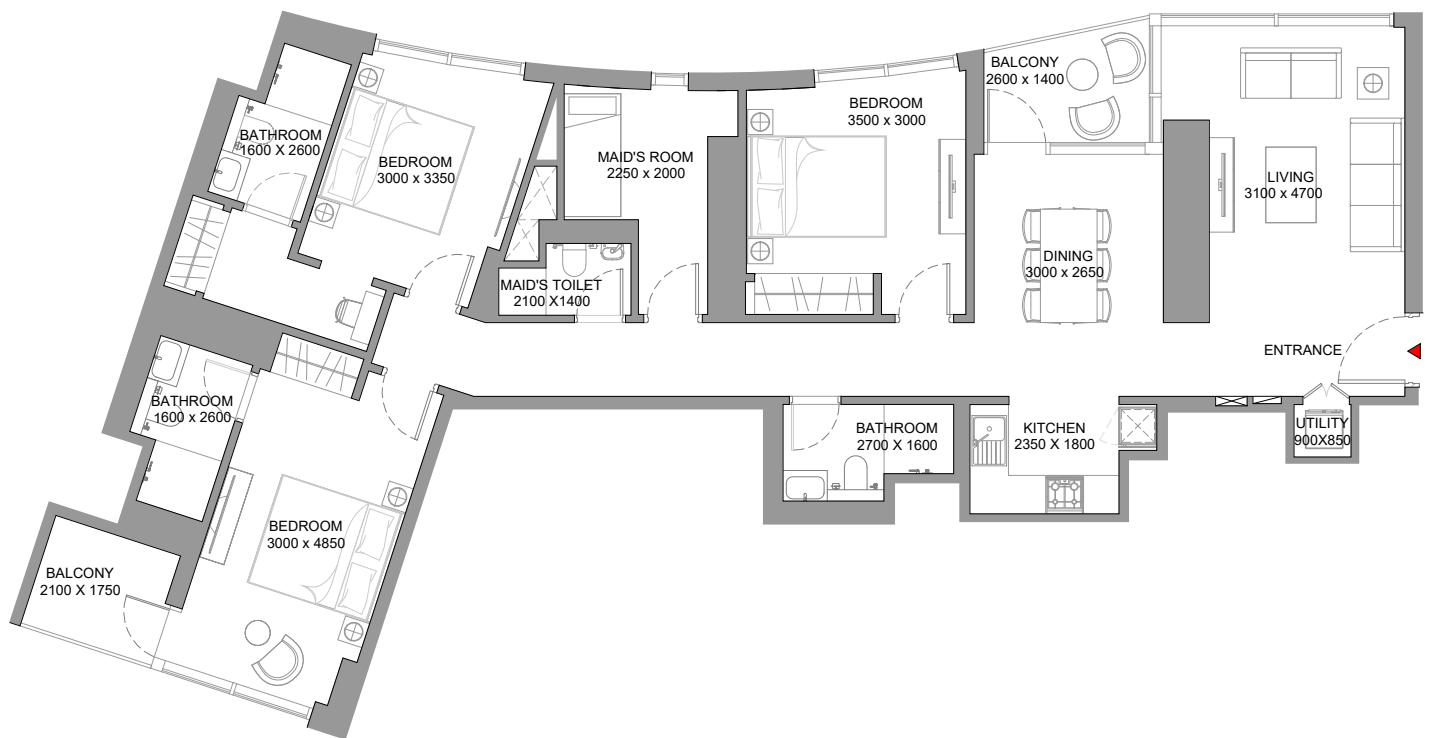 BALCONY
2600 x 1400
BEDROOM
3500 x 3000
BATHROOM
1600 X 2600
BEDROOM
3000 x 3350
MAID'S ROOM
2250 x 2000
LIVING
3100 x 4700
DINING
3000 x 2650
MAID'S TOILET
2100 X1400
ENTRANCE
BATHROOM
1600 x 2600
BATHROOM
2700 X 1600
KITCHEN
2350 X 1800
UTILITY
900X850
BEDROOM
3000 x 4850
BALCONY
2100 X 1750